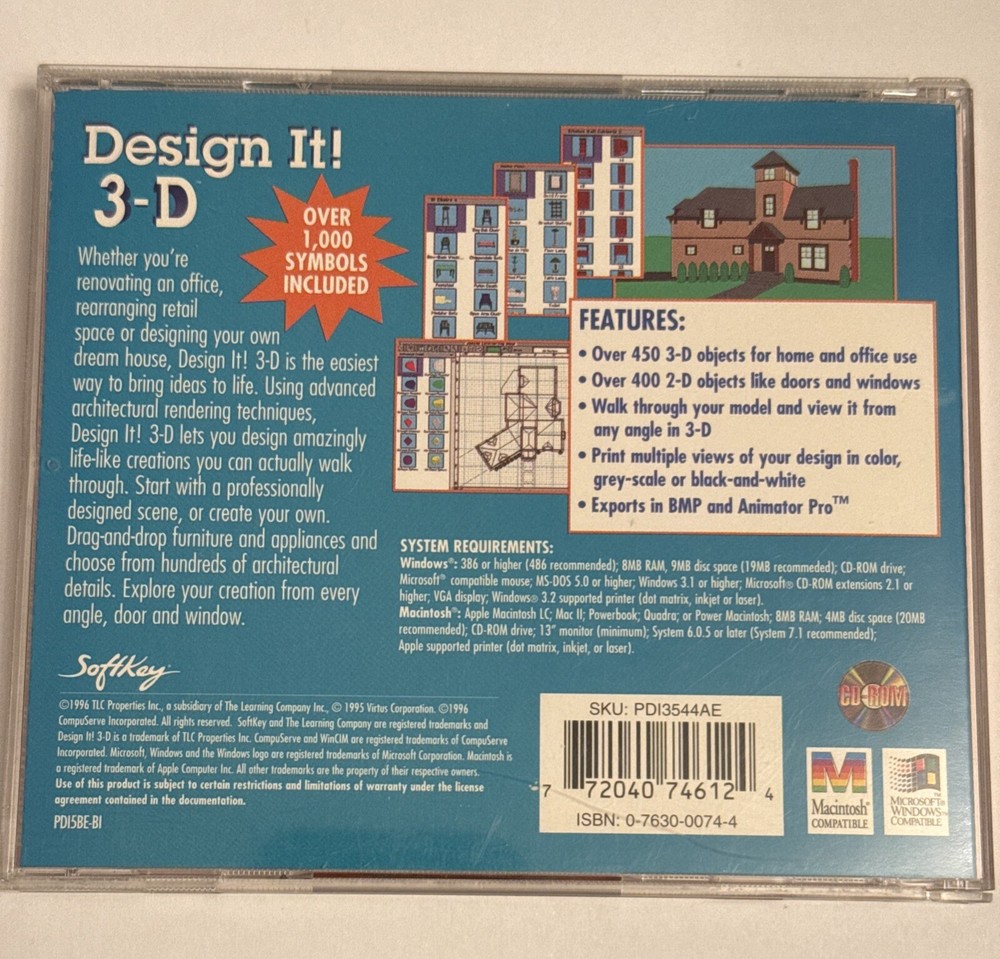 Design It!
3-D
OVER
1,000
SYMBOLS
INCLUDED
Whether you're
renovating an office,
rearranging retail
space or designing your own
dream house, Design It! 3-D is the easiest
way to bring ideas to life. Using advanced
architectural rendering techniques,
Design It! 3-D lets you design amazingly
life-like creations you can actually walk
through. Start with a professionally
designed scene, or create your own.
Drag-and-drop furniture and appliances and
choose from hundreds of architectural
details. Explore your creation from every
angle, door and window.
FEATURES:
• Over 450 3-D objects for home and office use
• Over 400 2-D objects like doors and windows
• Walk through your model and view it from
any angle in 3-D
• Print multiple views of your design in color,
grey-scale or black-and-white
• Exports in BMP and Animator Pro™
SYSTEM REQUIREMENTS:
Windows®: 386 or higher (486 recommended); 8MB RAM, 9MB disc space (19MB recommeded); CD-ROM drive;
Microsoft® compatible mouse; MS-DOS 5.0 or higher; Windows 3.1 or higher; Microsoft® CD-ROM extensions 2.1 or
higher; VGA display; Windows® 3.2 supported printer (dot matrix, inkjet or laser).
Macintosh®: Apple Macintosh LC; Mac II; Powerbook; Quadra; or Power Macintosh; 8MB RAM; 4MB disc space (20MB
recommended); CD-ROM drive; 13" monitor (minimum); System 6.0.5 or later (System 7.1 recommended);
Apple supported printer (dot matrix, inkjet, or laser).
SoftKey
©1996 TLC Properties Inc., a subsidiary of The Learning Company Inc., © 1995 Virtus Corporation. ©1996
CompuServe Incorporated. All rights reserved. SoftKey and The Learning Company are registered trademarks and
Design It! 3-D is a trademark of TLC Properties Inc. CompuServe and WinCIM are registered trademarks of CompuServe
Incorporated. Microsoft, Windows and the Windows logo are registered trademarks of Microsoft Corporation. Macintosh is
a registered trademark of Apple Computer Inc. All other trademarks are the property of their respective owners.
Use of this product is subject to certain restrictions and limitations of warranty under the license
agreement contained in the documentation.
PDI5BE-BI
SKU: PDI3544AE
7 72040 74612 4
ISBN: 0-7630-0074-4
CD-ROM
Macintosh®
COMPATIBLE
MICROSOFT®
WINDOWS™
COMPATIBLE